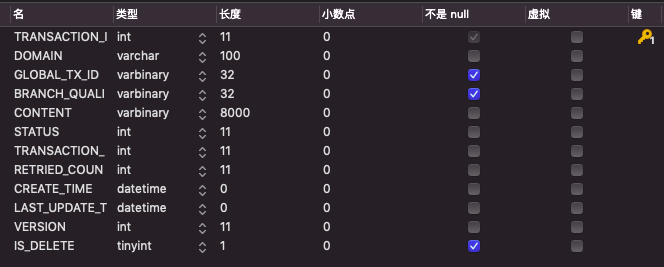 名 类型 长度 小数点 不是 null 虚拟 键
TRANSACTION_I int 11 0 1
DOMAIN varchar 100 0
GLOBAL_TX_ID varbinary 32 0
BRANCH_QUALI varbinary 32 0
CONTENT varbinary 8000 0
STATUS int 11 0
TRANSACTION_ int 11 0
RETRIED_COUN int 11 0
CREATE_TIME datetime 0 0
LAST_UPDATE_T datetime 0 0
VERSION int 11 0
IS_DELETE tinyint 1 0